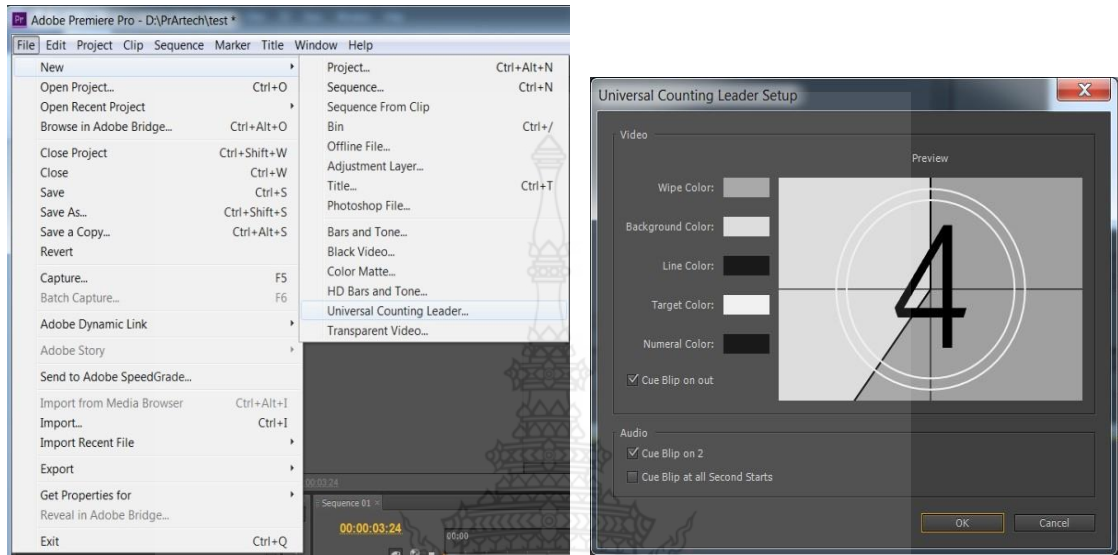 Adobe Premiere Pro - D:\PrArtech\test *
File Edit Project Clip Sequence Marker Title Window Help
New
Open Project... Ctrl+O
Open Recent Project
Browse in Adobe Bridge... Ctrl+Alt+O
Close Project Ctrl+Shift+W
Close Ctrl+W
Save Ctrl+S
Save As... Ctrl+Shift+S
Save a Copy... Ctrl+Alt+S
Revert
Capture... F5
Batch Capture... F6
Adobe Dynamic Link
Adobe Story
Send to Adobe SpeedGrade...
Import from Media Browser Ctrl+Alt+I
Import... Ctrl+I
Import Recent File
Export
Get Properties for
Reveal in Adobe Bridge...
Exit Ctrl+Q
Project... Ctrl+Alt+N
Sequence... Ctrl+N
Sequence From Clip
Bin Ctrl+/
Offline File...
Adjustment Layer...
Title... Ctrl+T
Photoshop File...
Bars and Tone...
Black Video...
Color Matte...
HD Bars and Tone...
Universal Counting Leader...
Transparent Video...
00:03:24
Sequence 01 ×
00:00:03:24
00:00
Universal Counting Leader Setup
Video
Preview
Wipe Color:
Background Color:
Line Color:
Target Color:
Numeral Color:
Cue Blip on out
4
Audio
Cue Blip on 2
Cue Blip at all Second Starts
OK Cancel